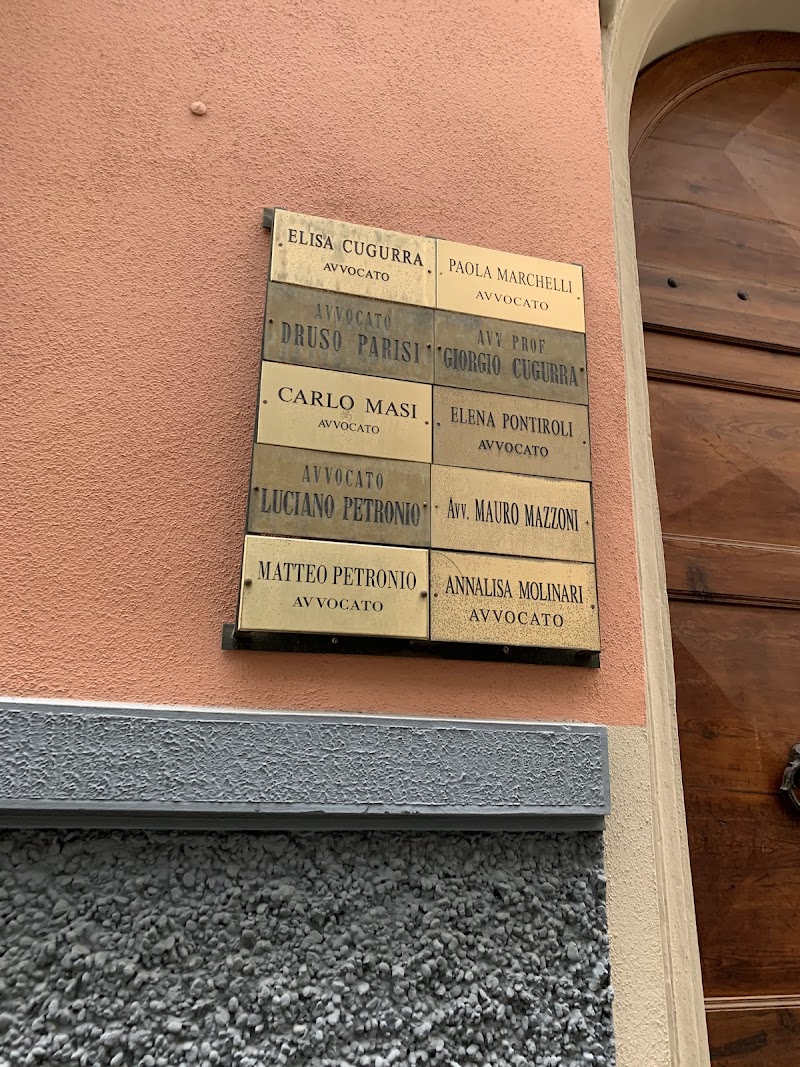 ELISA CUGURRA
AVVOCATO
PAOLA MARCHELLI
AVVOCATO
AVVOCATO
DRUSO PARISI
AVV PROF
GIORGIO CUGURRA
CARLO MASI
AVVOCATO
ELENA PONTIROLI
AVVOCATO
AVVOCATO
LUCIANO PETRONIO
Avv. MAURO MAZZONI
MATTEO PETRONIO
AVVOCATO
ANNALISA MOLINARI
AVVOCATO